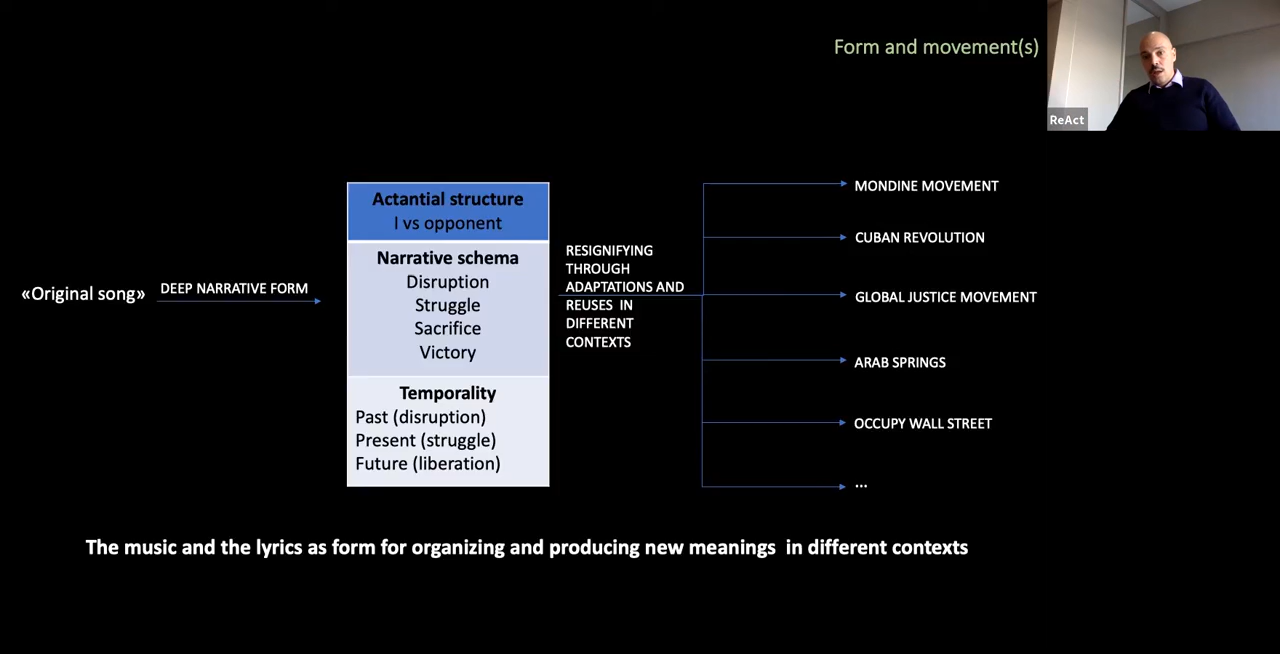 Form and movement(s)
ReAct
«Original song»
DEEP NARRATIVE FORM
Actantial structure
I vs opponent
Narrative schema
Disruption
Struggle
Sacrifice
Victory
Temporality
Past (disruption)
Present (struggle)
Future (liberation)
RESIGNIFYING
THROUGH
ADAPTATIONS AND
REUSES IN
DIFFERENT
CONTEXTS
MONDINE MOVEMENT
CUBAN REVOLUTION
GLOBAL JUSTICE MOVEMENT
ARAB SPRINGS
OCCUPY WALL STREET
...
The music and the lyrics as form for organizing and producing new meanings in different contexts